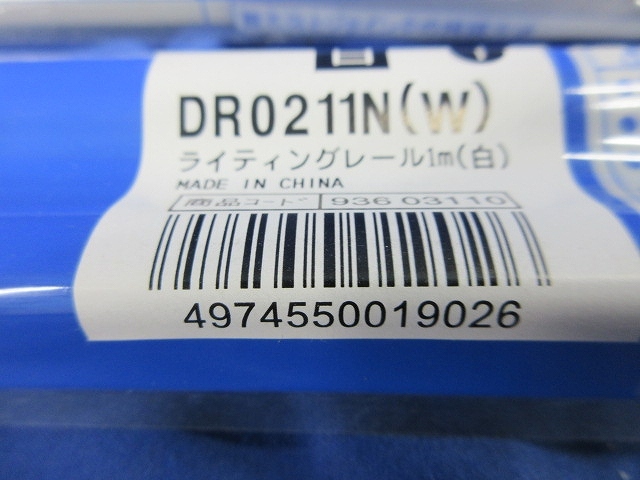 DR0211N(W)
ライティングレール1m(白)
MADE IN CHINA
商品コード 936 03110
4974550019026